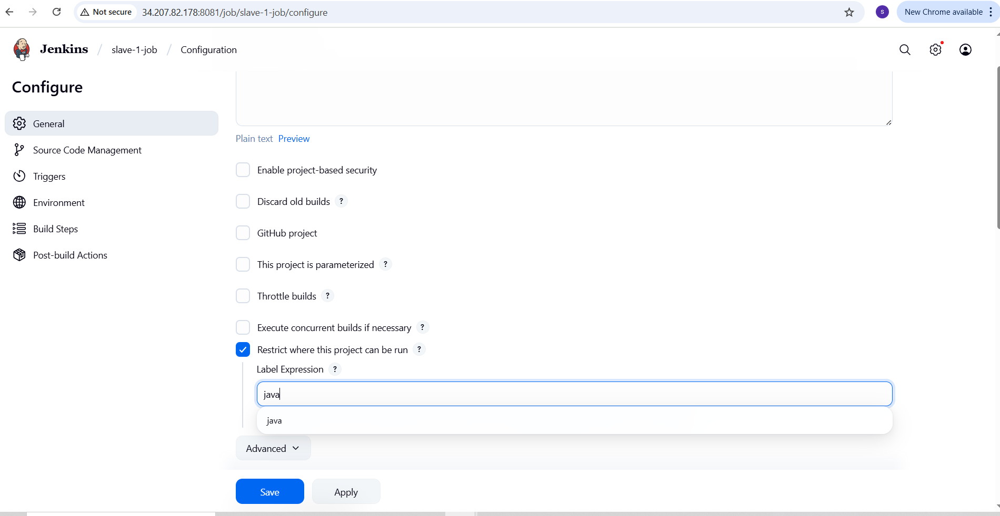 Not secure
34.207.82.178:8081/job/slave-1-job/configure
S
New Chrome available
Jenkins / slave-1-job / Configuration
Configure
General
Source Code Management
Triggers
Environment
Build Steps
Post-build Actions
Plain text Preview
Enable project-based security
Discard old builds ?
GitHub project
This project is parameterized ?
Throttle builds ?
Execute concurrent builds if necessary ?
Restrict where this project can be run ?
Label Expression ?
java
java
Advanced
Save
Apply